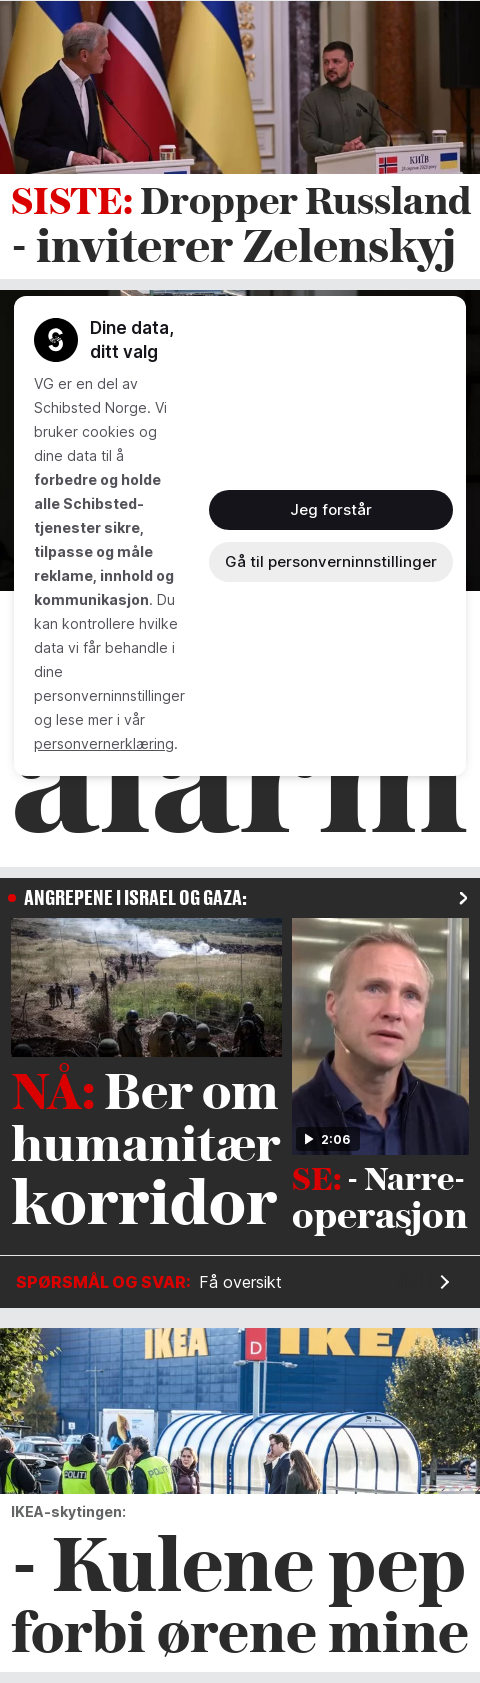 КИЇВ
SISTE: Dropper Russland
- inviterer Zelenskyj
Dine data,
ditt valg
VG er en del av
Schibsted Norge. Vi
bruker cookies og
dine data til å
forbedre og holde
alle Schibsted-
tjenester sikre,
tilpasse og måle
reklame, innhold og
kommunikasjon. Du
kan kontrollere hvilke
data vi får behandle i
dine
personverninnstillinger
og lese mer i vår
personvernerklæring.
Jeg forstår
Gå til personverninnstillinger
alarm
ANGREPENE I ISRAEL OG GAZA:
NÅ: Ber om
humanitær
korridor
2:06
SE: - Narre-
operasjon
SPØRSMÅL OG SVAR: Få oversikt
IKEA IKEA
D
POLITI POLITI
IKEA-skytingen:
- Kulene pep
forbi ørene mine